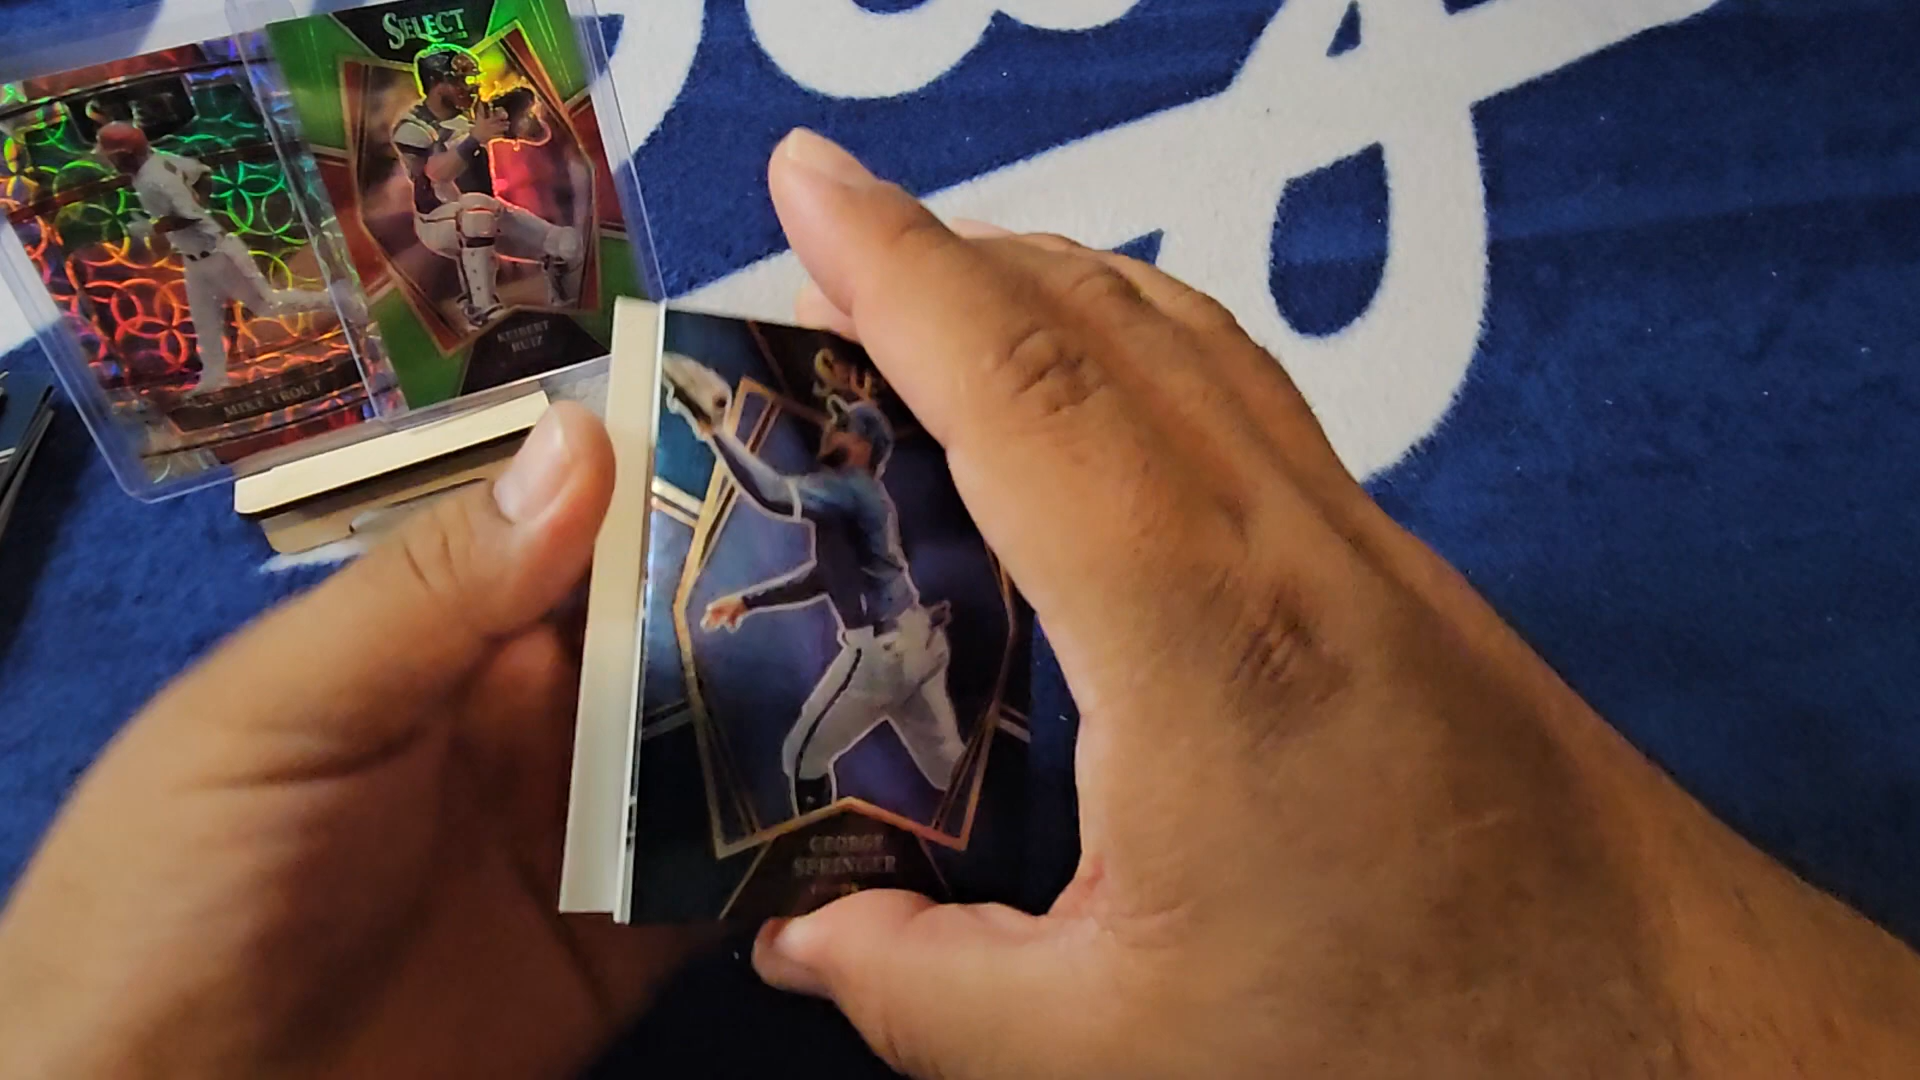 SELECT
MIKE TROUT
KEIBERT
RUIZ
GEORGE
SPRINGER